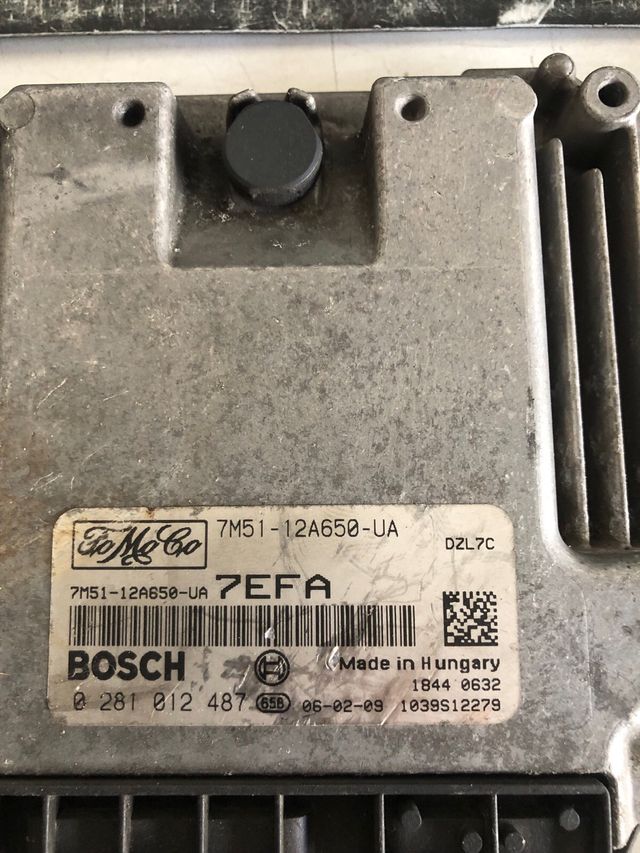 FoMoCo 7M51-12A650-UA
DZL7C
7M51-12A650-UA 7EFA
BOSCH Made in Hungary
1844 0632
0 281 012 487 65B 06-02-09 1039S12279